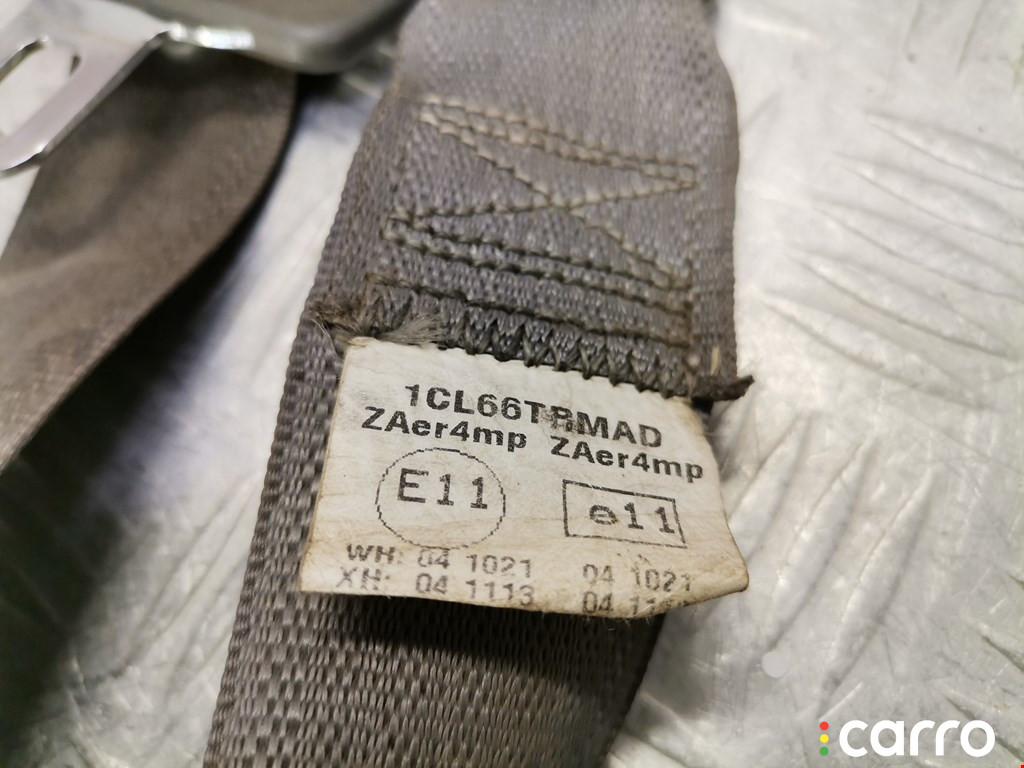 1CL66TRMAD
ZAer4mp ZAer4mp
E11 e11
WH: 04 1021 04 1021
XH: 04 1113 04
carro